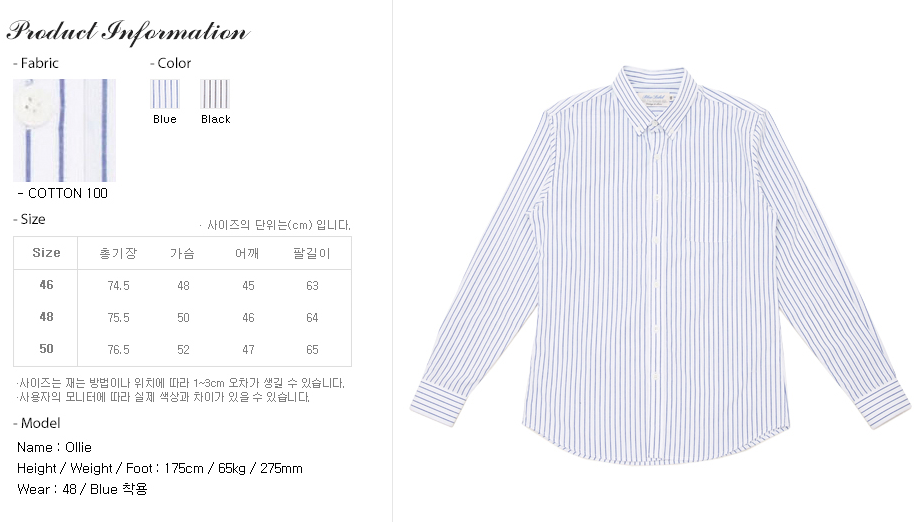 Product Information
- Fabric
- Color
Blue
Black
- COTTON 100
- Size
· 사이즈의 단위는(cm) 입니다.
Size 총기장 가슴 어깨 팔길이
46 74.5 48 45 63
48 75.5 50 46 64
50 76.5 52 47 65
·사이즈는 재는 방법이나 위치에 따라 1~3cm 오차가 생길 수 있습니다.
·사용자의 모니터에 따라 실제 색상과 차이가 있을 수 있습니다.
- Model
Name : Ollie
Height / Weight / Foot : 175cm / 65kg / 275mm
Wear : 48 / Blue 착용